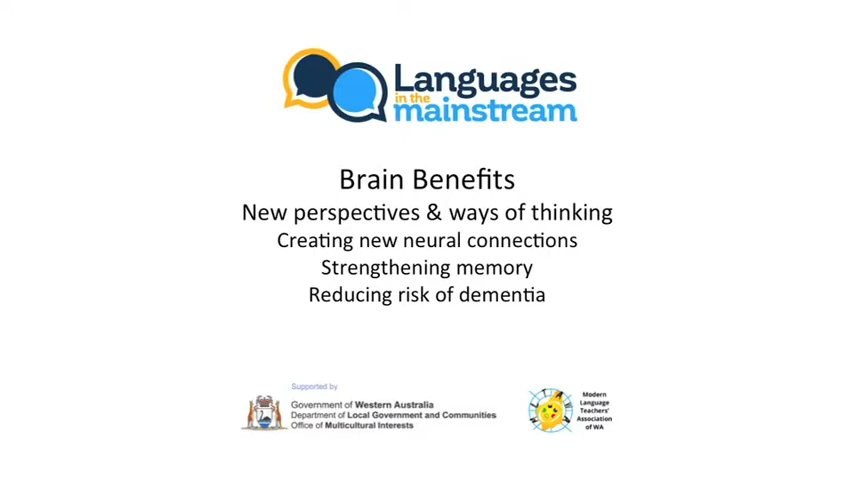 Languages
in the
mainstream
Brain Benefits
New perspectives & ways of thinking
Creating new neural connections
Strengthening memory
Reducing risk of dementia
Supported by
Government of Western Australia
Department of Local Government and Communities
Office of Multicultural Interests
MLTAWA
Modern
Language
Teachers'
Association
of WA